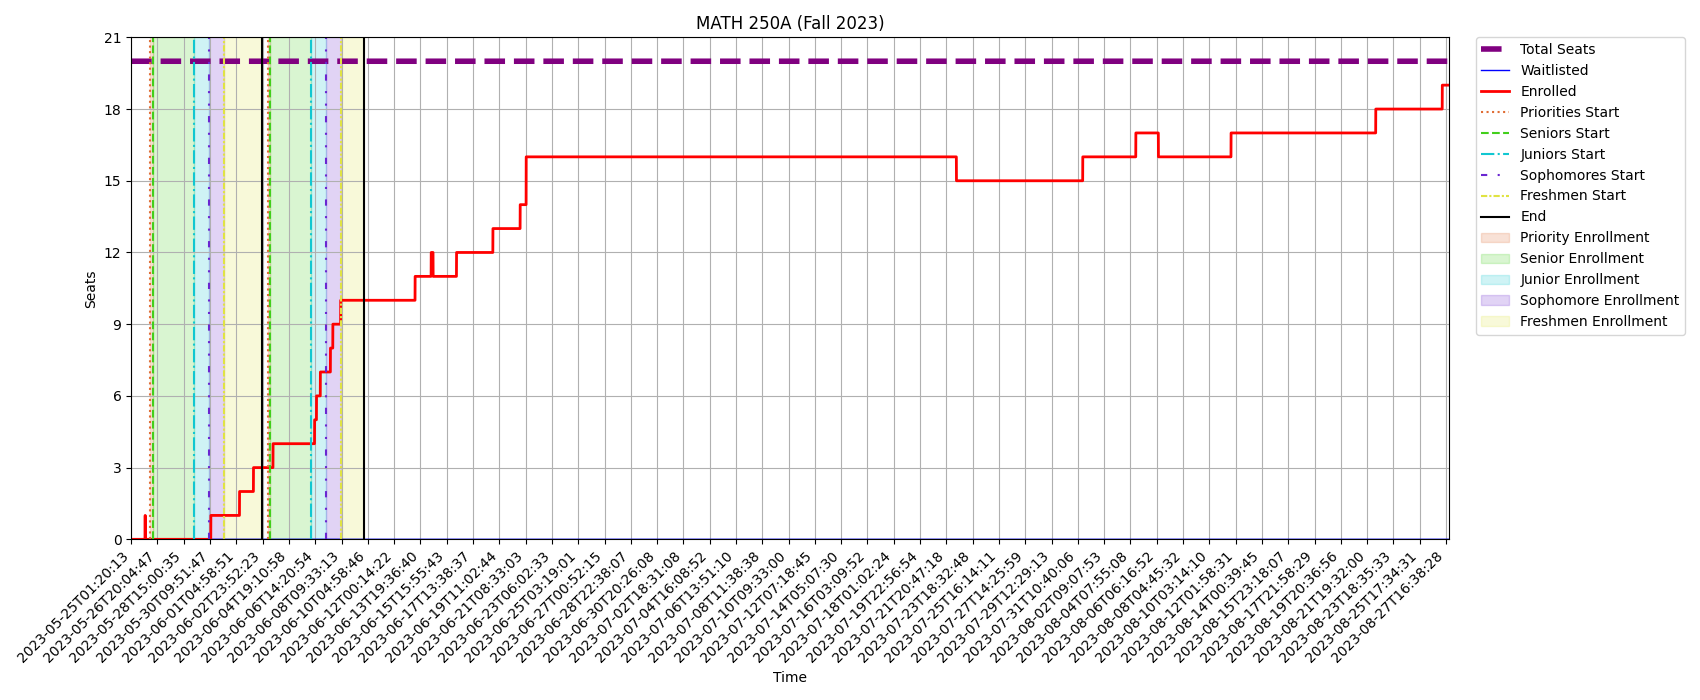 MATH 250A (Fall 2023)
21
18
15
12
9
6
3
0
Seats
2023-05-25T01:20:13
2023-05-26T20:04:47
2023-05-28T15:00:35
2023-05-30T09:51:47
2023-06-01T04:58:51
2023-06-02T23:52:23
2023-06-04T19:10:58
2023-06-06T14:20:54
2023-06-08T09:33:13
2023-06-10T04:58:46
2023-06-12T00:14:22
2023-06-13T19:36:40
2023-06-15T15:55:43
2023-06-17T13:38:37
2023-06-19T11:02:44
2023-06-21T08:33:03
2023-06-23T06:02:33
2023-06-25T03:19:01
2023-06-27T00:52:15
2023-06-28T22:38:07
2023-06-30T20:26:08
2023-07-02T18:31:08
2023-07-04T16:08:52
2023-07-06T13:51:10
2023-07-08T11:38:38
2023-07-10T09:33:00
2023-07-12T07:18:45
2023-07-14T05:07:30
2023-07-16T03:09:52
2023-07-18T01:02:24
2023-07-19T22:56:54
2023-07-21T20:47:18
2023-07-23T18:32:48
2023-07-25T16:14:11
2023-07-27T14:25:59
2023-07-29T12:29:13
2023-07-31T10:40:06
2023-08-02T09:07:53
2023-08-04T07:55:08
2023-08-06T06:16:52
2023-08-08T04:45:32
2023-08-10T03:14:10
2023-08-12T01:58:31
2023-08-14T00:39:45
2023-08-15T23:18:07
2023-08-17T21:58:29
2023-08-19T20:36:56
2023-08-21T19:32:00
2023-08-23T18:35:33
2023-08-25T17:34:31
2023-08-27T16:38:28
Time
Total Seats
Waitlisted
Enrolled
Priorities Start
Seniors Start
Juniors Start
Sophomores Start
Freshmen Start
End
Priority Enrollment
Senior Enrollment
Junior Enrollment
Sophomore Enrollment
Freshmen Enrollment